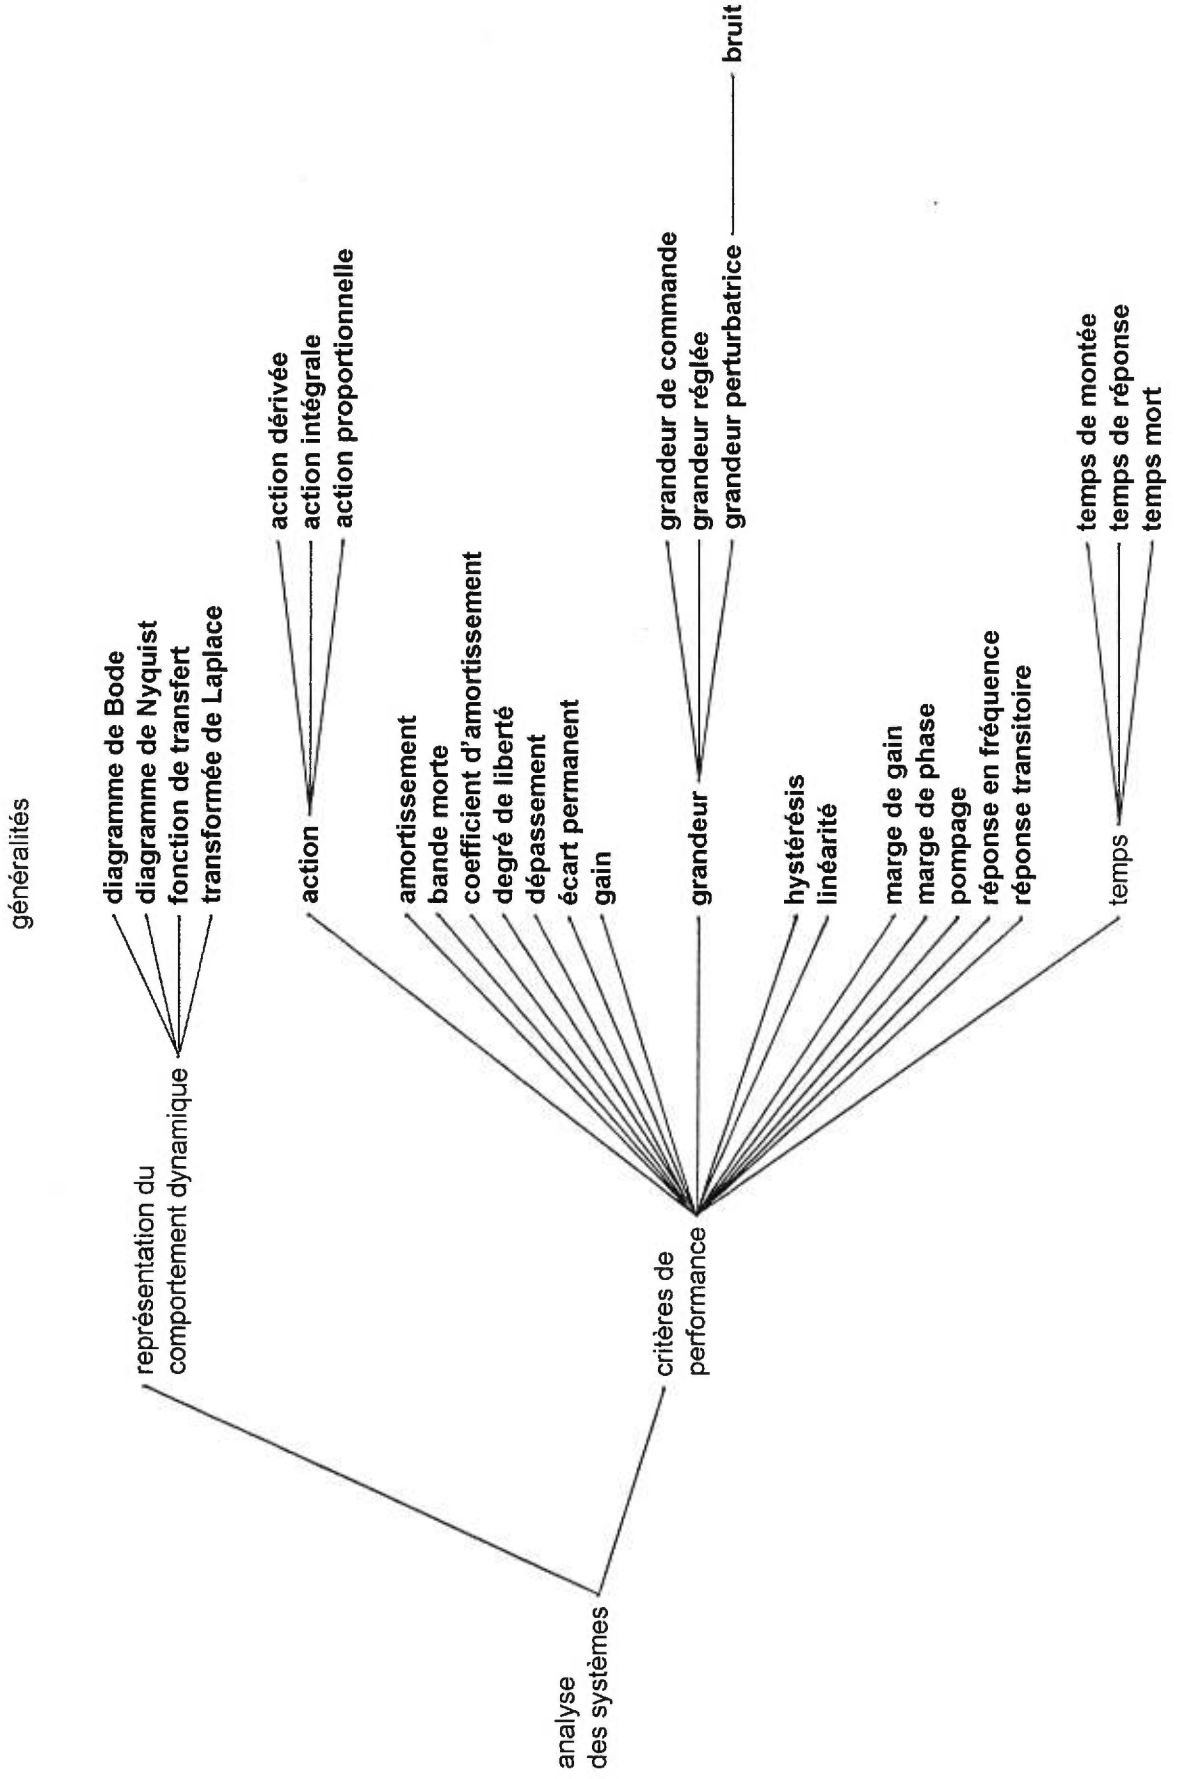 généralités
diagramme de Bode
diagramme de Nyquist
fonction de transfert
transformée de Laplace
représentation du
comportement dynamique
action dérivée
action intégrale
action proportionnelle
action
amortissement
bande morte
coefficient d'amortissement
degré de liberté
dépassement
écart permanent
gain
analyse
des systèmes
critères de
performance
grandeur
grandeur de commande
grandeur réglée
grandeur perturbatrice
bruit
hystérésis
linéarité
marge de gain
marge de phase
pompage
réponse en fréquence
réponse transitoire
temps
temps de montée
temps de réponse
temps mort